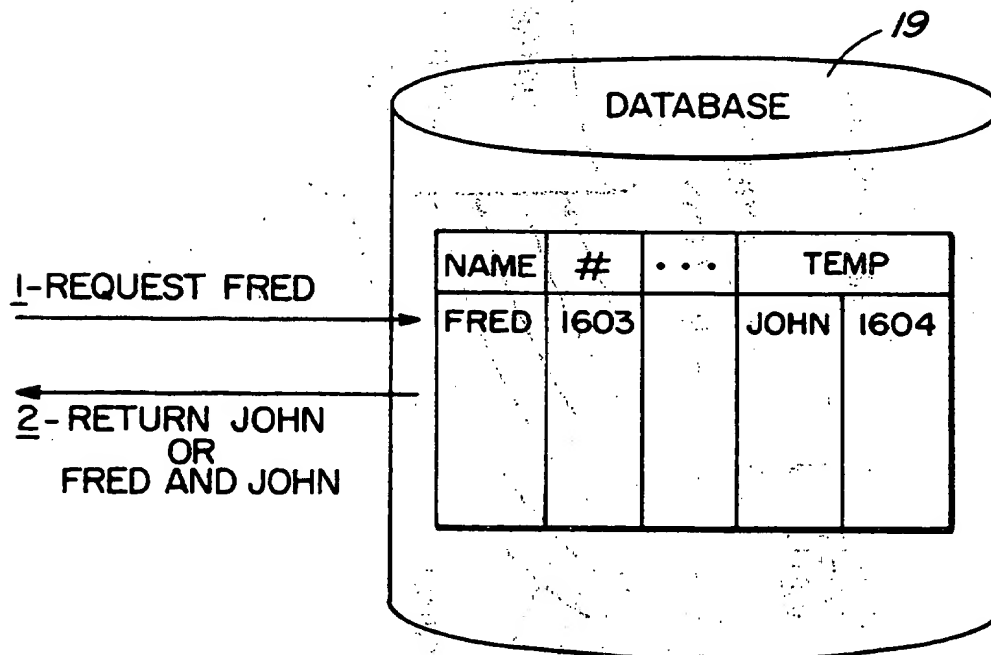 19
DATABASE
NAME # ... TEMP
1-REQUEST FRED
FRED 1603 JOHN 1604
2-RETURN JOHN
OR
FRED AND JOHN